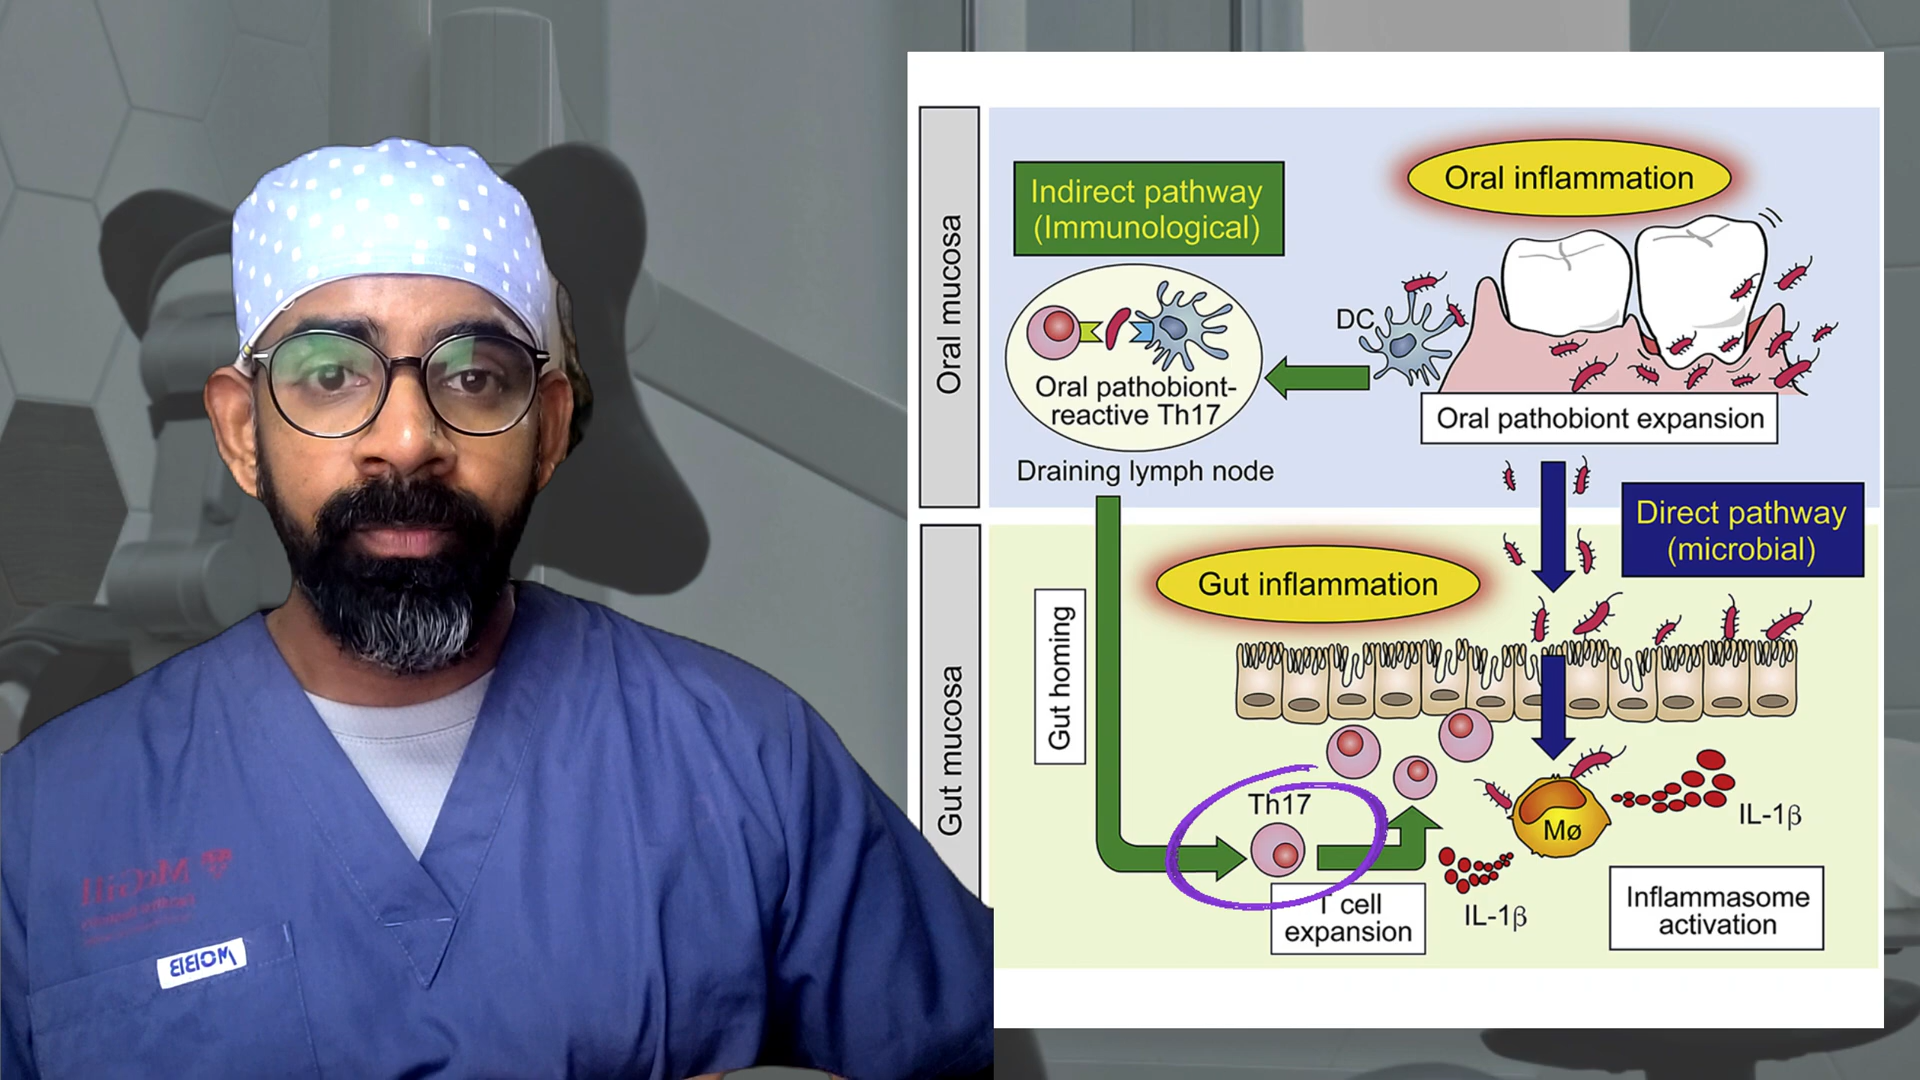 Oral mucosa
Indirect pathway
(Immunological)
Oral inflammation
DC
Oral pathobiont-
reactive Th17
Draining lymph node
Oral pathobiont expansion
Direct pathway
(microbial)
Gut mucosa
Gut homing
Gut inflammation
Th17
T cell
expansion
Mø
IL-1β
IL-1β
Inflammasome
activation
McGill